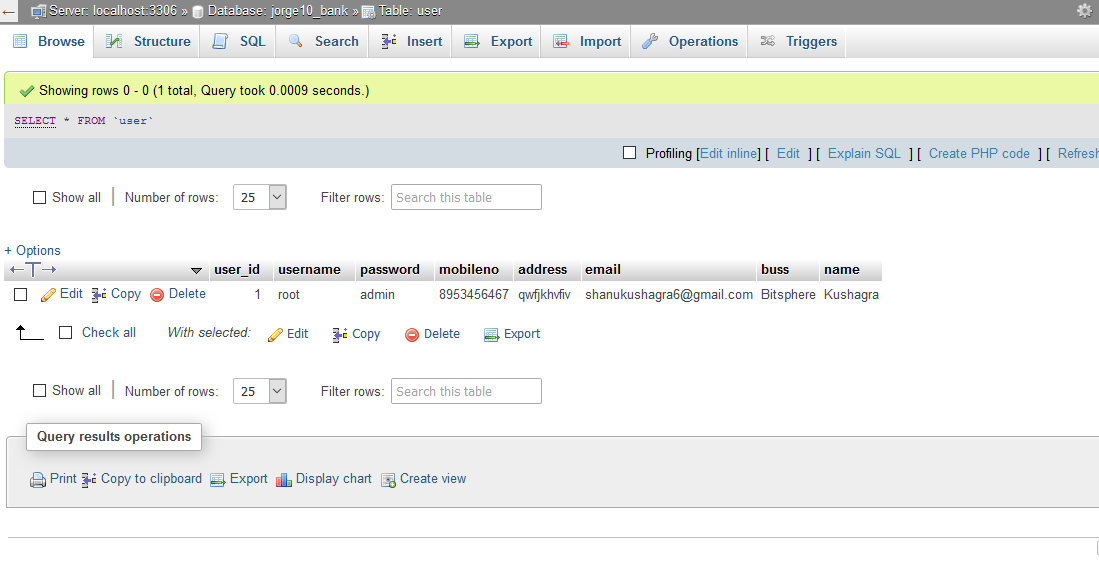 Server: localhost:3306 » Database: jorge10_bank » Table: user
Browse Structure SQL Search Insert Export Import Operations Triggers
Showing rows 0 - 0 (1 total, Query took 0.0009 seconds.)
SELECT * FROM `user`
Profiling [Edit inline] [ Edit ] [ Explain SQL ] [ Create PHP code ] [ Refresh
Show all Number of rows: 25 Filter rows: Search this table
+ Options
←T→ user_id username password mobileno address email buss name
Edit Copy Delete 1 root admin 8953456467 qwfjkhvfiv shanukushagra6@gmail.com Bitsphere Kushagra
Check all With selected: Edit Copy Delete Export
Show all Number of rows: 25 Filter rows: Search this table
Query results operations
Print Copy to clipboard Export Display chart Create view